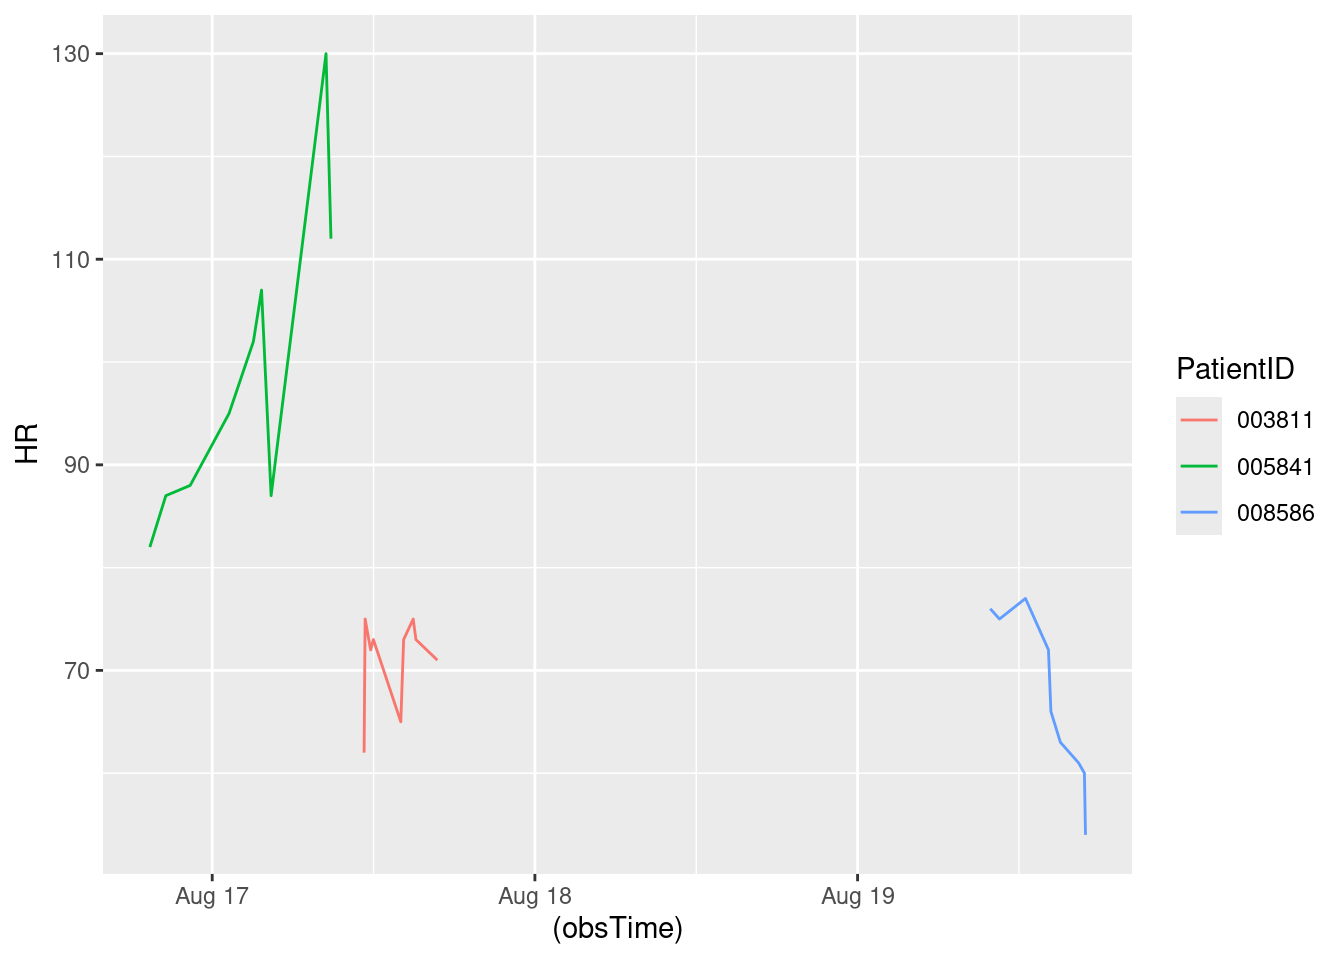 130
110
90
70
HR
Aug 17
Aug 18
Aug 19
(obsTime)
PatientID
003811
005841
008586